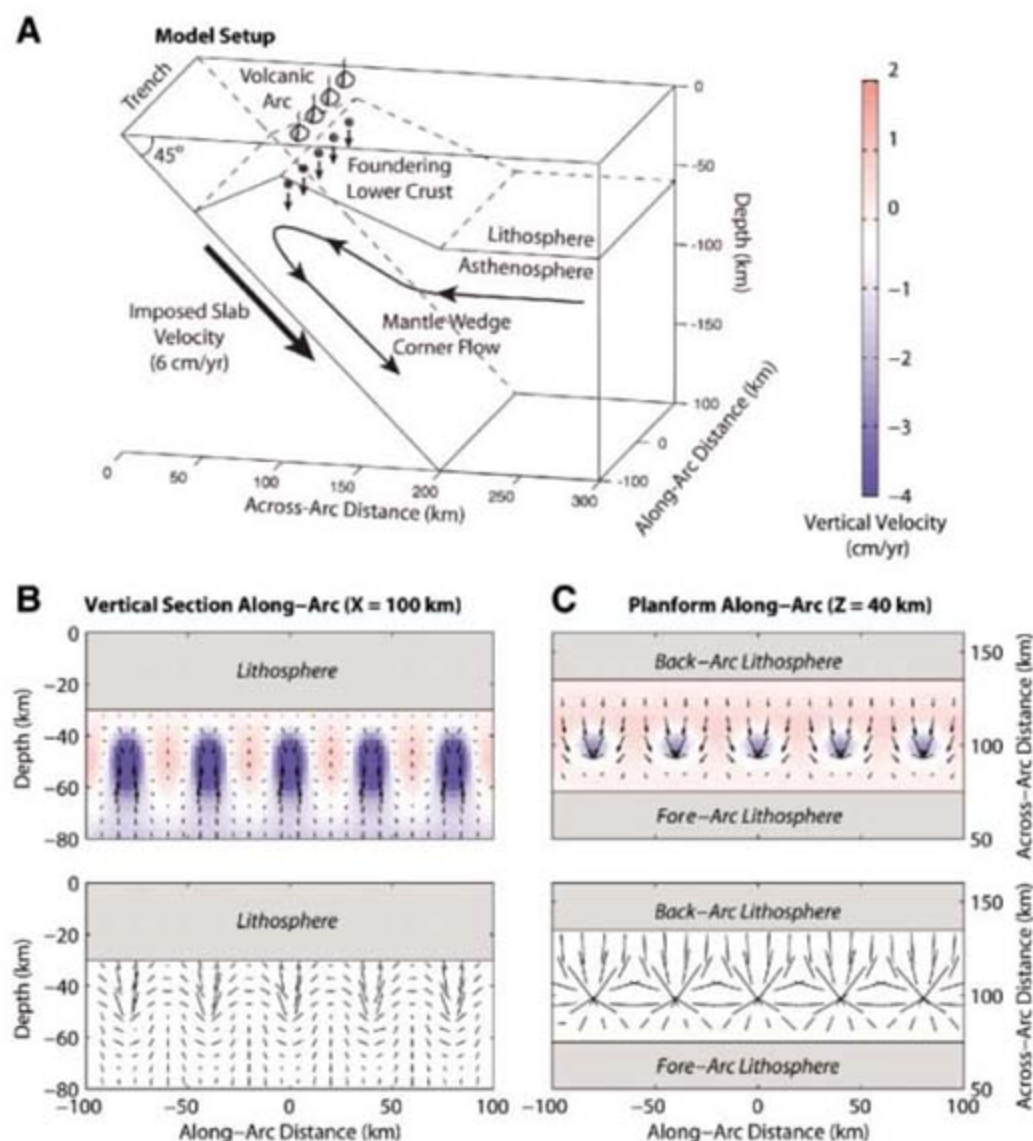 A
Model Setup
Trench
Volcanic
Arc
45°
Foundering
Lower Crust
Lithosphere
Asthenosphere
Imposed Slab
Velocity
(6 cm/yr)
Mantle Wedge
Corner Flow
0
-50
-100
-150
Depth (km)
100
0
-100
Along-Arc Distance (km)
0
50
100
150
200
250
300
Across-Arc Distance (km)
2
1
0
−1
−2
−3
−4
Vertical Velocity
(cm/yr)
B
Vertical Section Along−Arc (X = 100 km)
0
−20
−40
−60
−80
Depth (km)
Lithosphere
0
−20
−40
−60
−80
Depth (km)
Lithosphere
−100
−50
0
50
100
Along-Arc Distance (km)
C
Planform Along−Arc (Z = 40 km)
Back−Arc Lithosphere
Fore−Arc Lithosphere
150
100
50
Across-Arc Distance (km)
Back−Arc Lithosphere
Fore−Arc Lithosphere
150
100
50
Across-Arc Distance (km)
−100
−50
0
50
100
Along-Arc Distance (km)